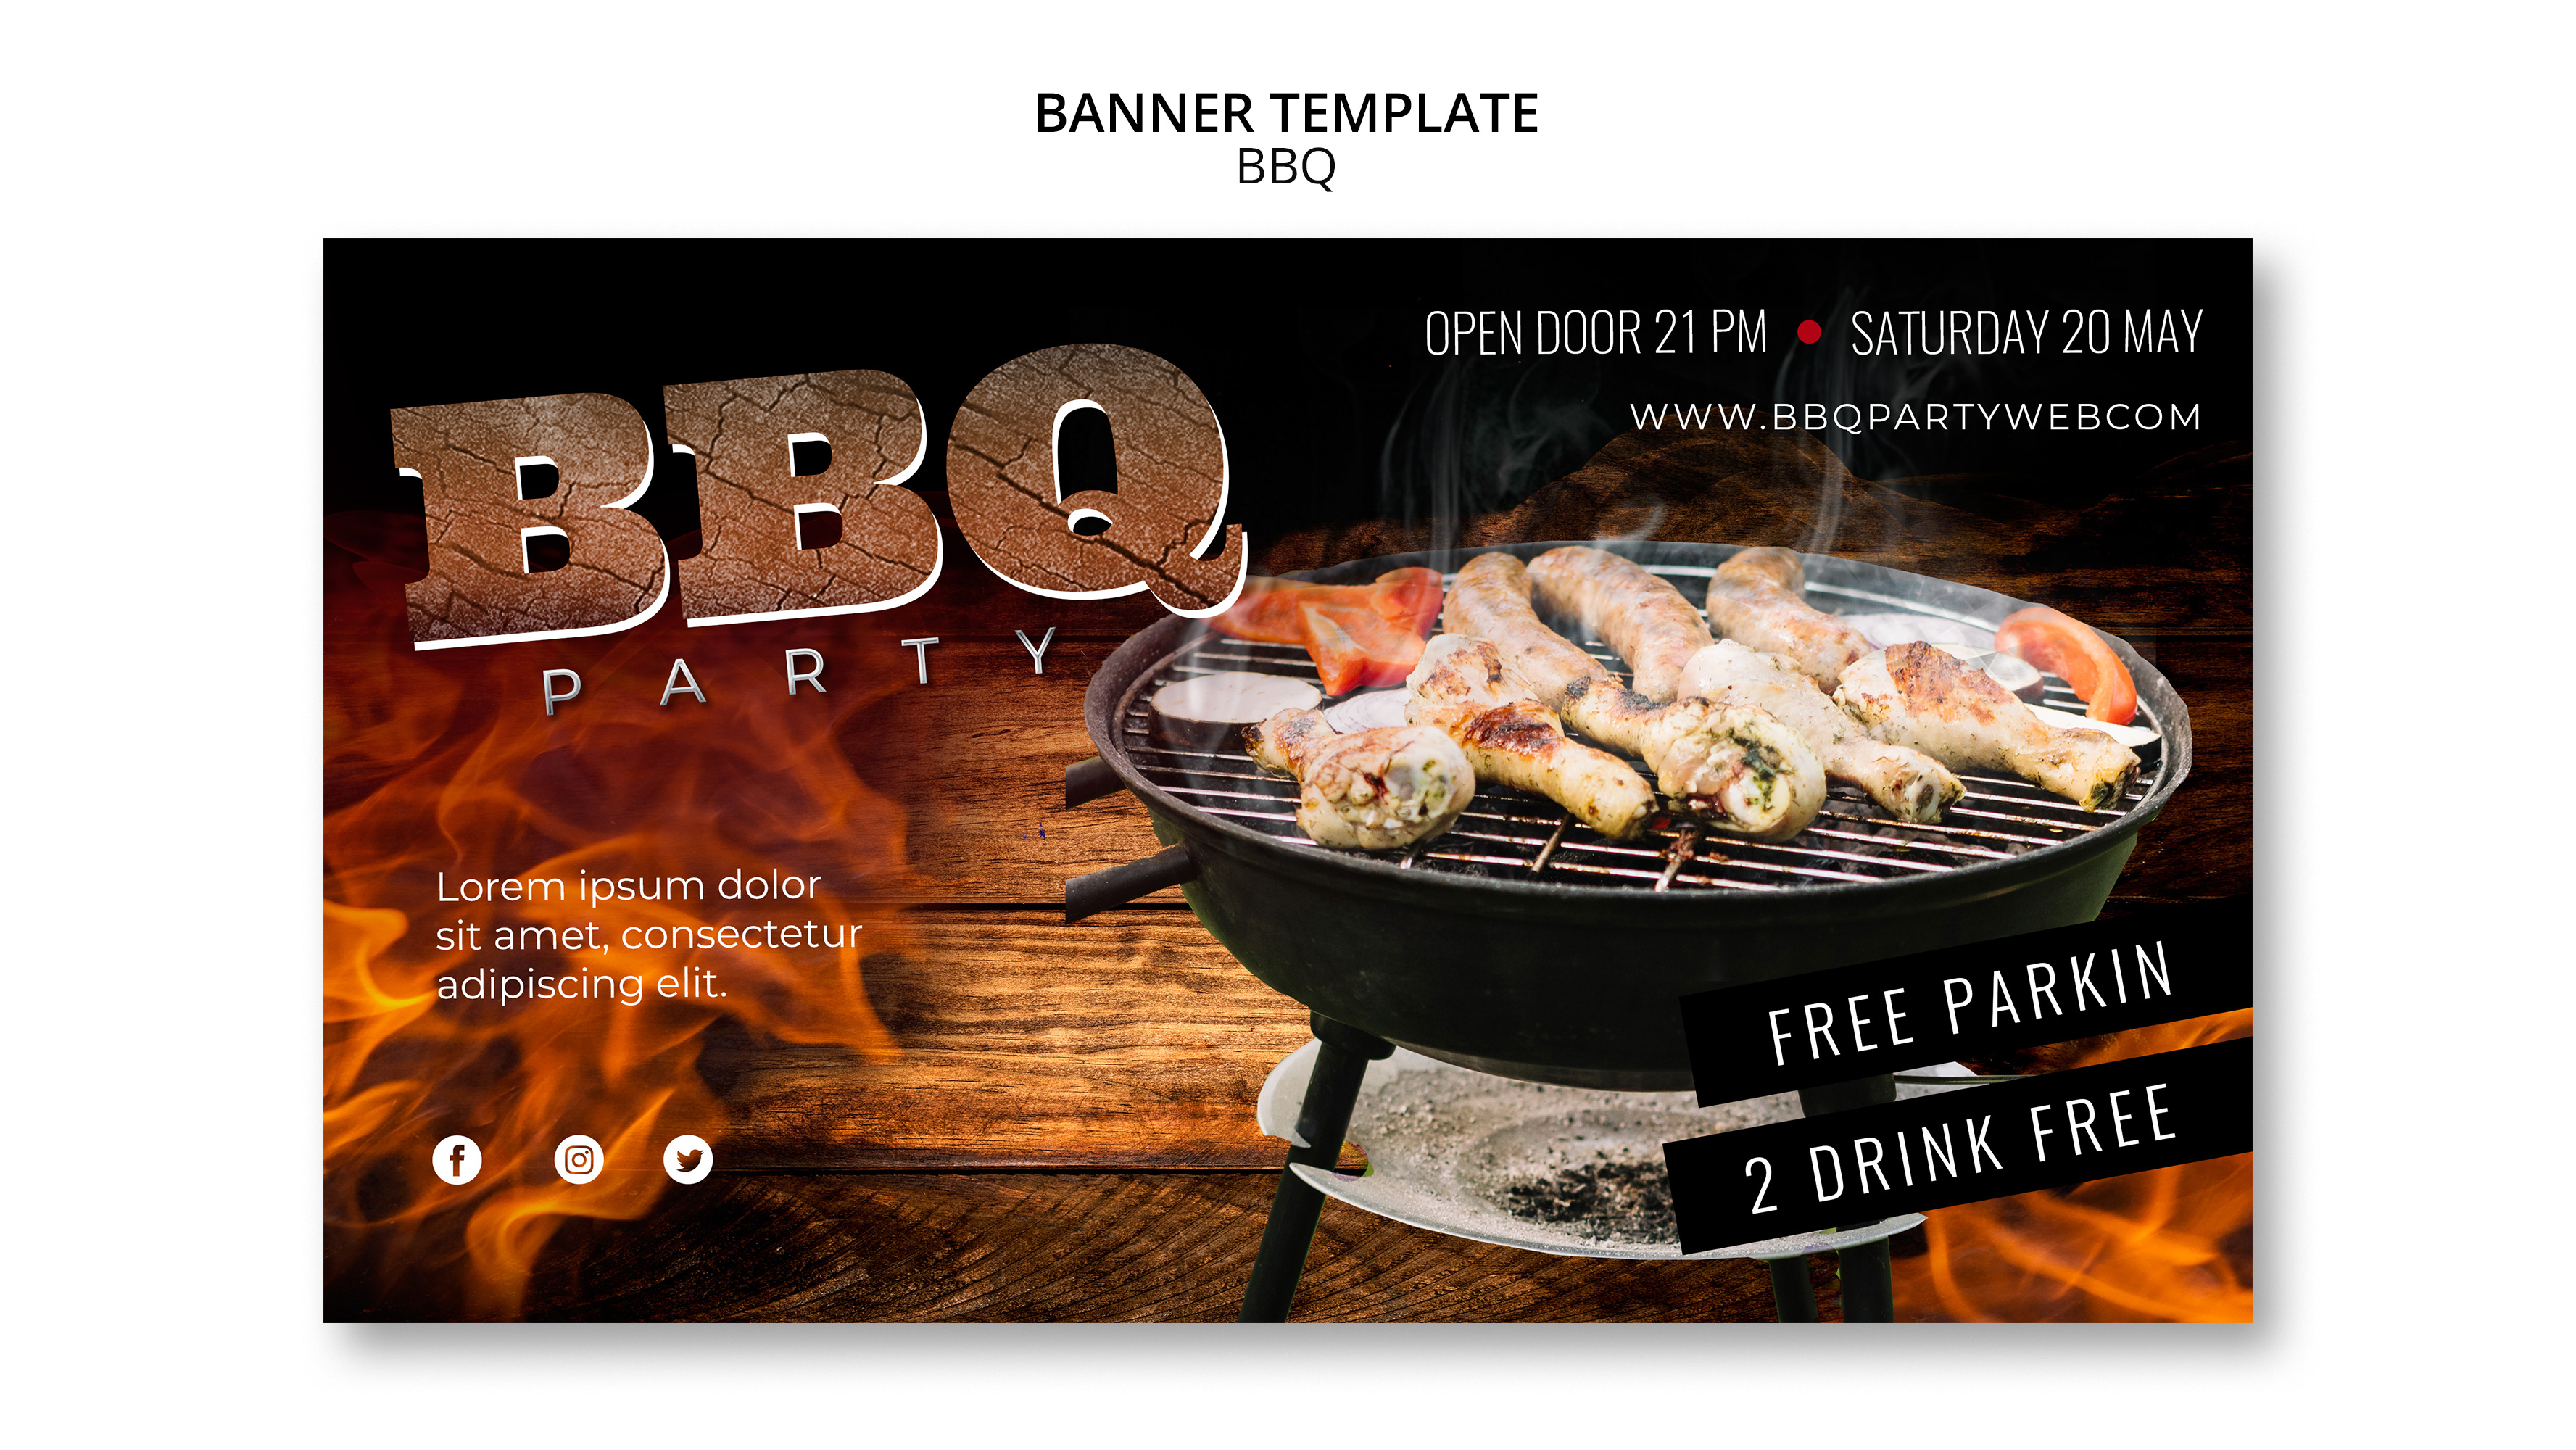 BANNER TEMPLATE
BBQ
OPEN DOOR 21 PM ● SATURDAY 20 MAY
WWW.BBQPARTYWEBCOM
BBQ
PARTY
Lorem ipsum dolor
sit amet, consectetur
adipiscing elit.
FREE PARKIN
2 DRINK FREE